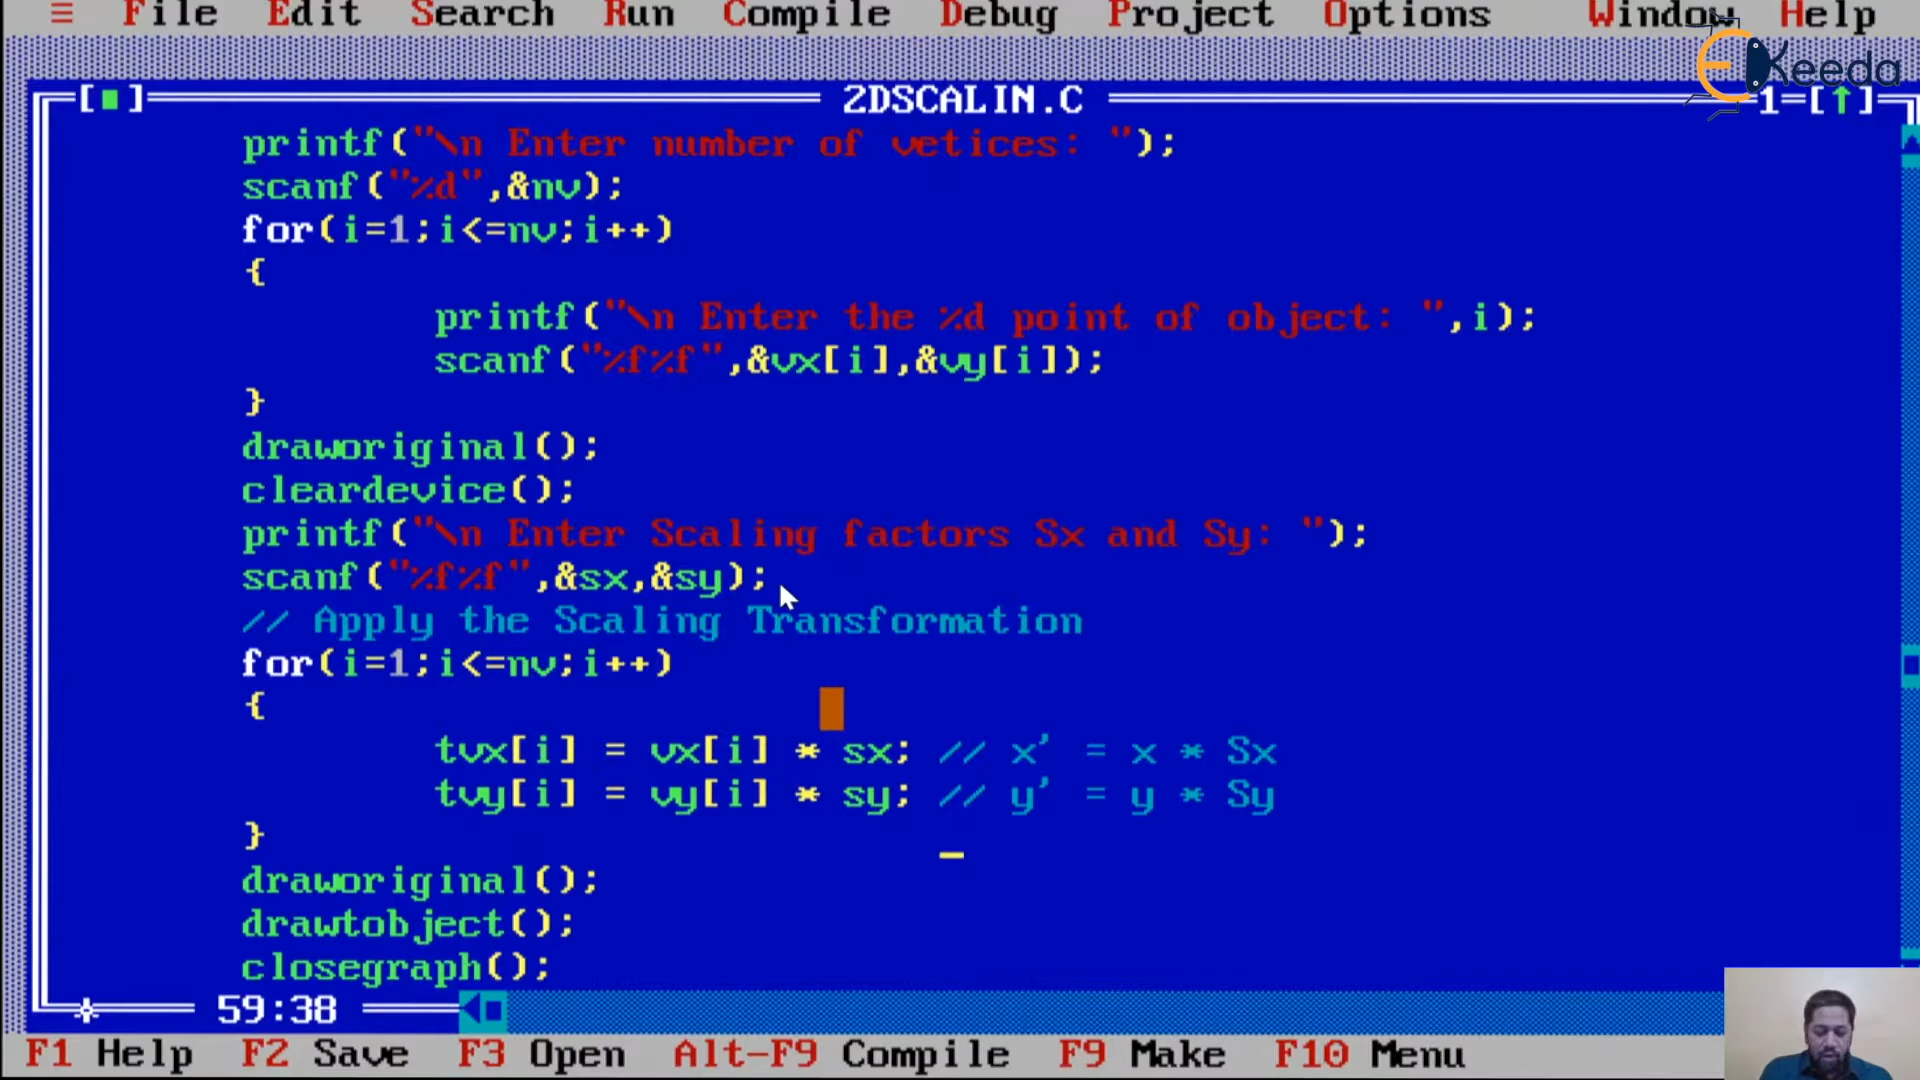 ≡ File Edit Search Run Compile Debug Project Options Window Help
EKeeda
[■] 2DSCALIN.C 1=[↑]
printf("\n Enter number of vetices: ");
scanf("%d",&nv);
for(i=1;i<=nv;i++)
{
printf("\n Enter the %d point of object: ",i);
scanf("%f%f",&vx[i],&vy[i]);
}
draworiginal();
cleardevice();
printf("\n Enter Scaling factors Sx and Sy: ");
scanf("%f%f",&sx,&sy);
// Apply the Scaling Transformation
for(i=1;i<=nv;i++)
{
tvx[i] = vx[i] * sx; // x' = x * Sx
tvy[i] = vy[i] * sy; // y' = y * Sy
}
draworiginal();
drawtobject();
closegraph();
59:38
F1 Help F2 Save F3 Open Alt-F9 Compile F9 Make F10 Menu